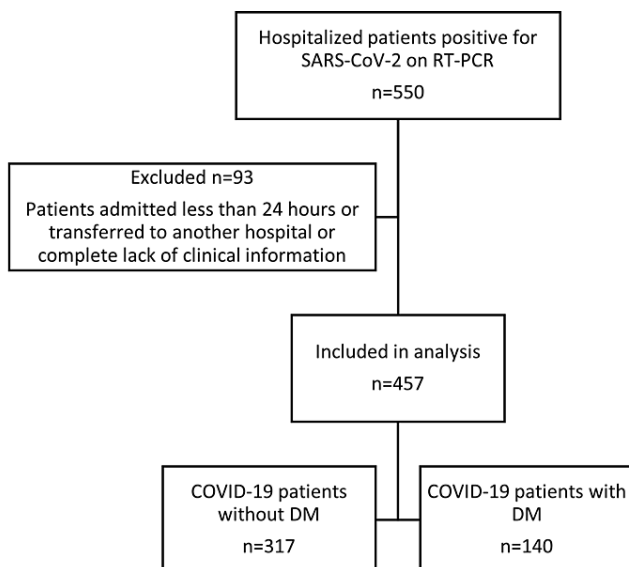 Hospitalized patients positive for
SARS-CoV-2 on RT-PCR
n=550
Excluded n=93
Patients admitted less than 24 hours or
transferred to another hospital or
complete lack of clinical information
Included in analysis
n=457
COVID-19 patients
without DM
n=317
COVID-19 patients with
DM
n=140